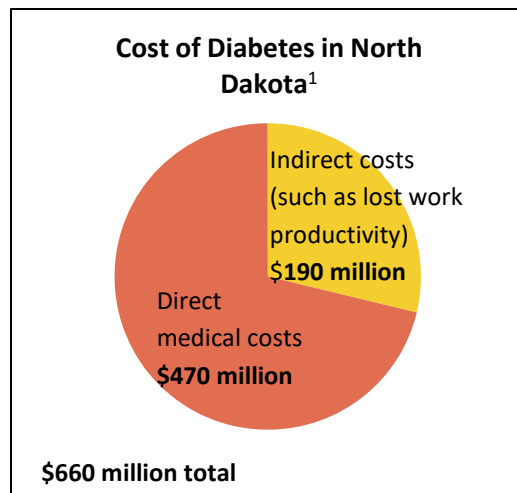 Cost of Diabetes in North
Dakota¹
Indirect costs
(such as lost work
productivity)
$190 million
Direct
medical costs
$470 million
$660 million total